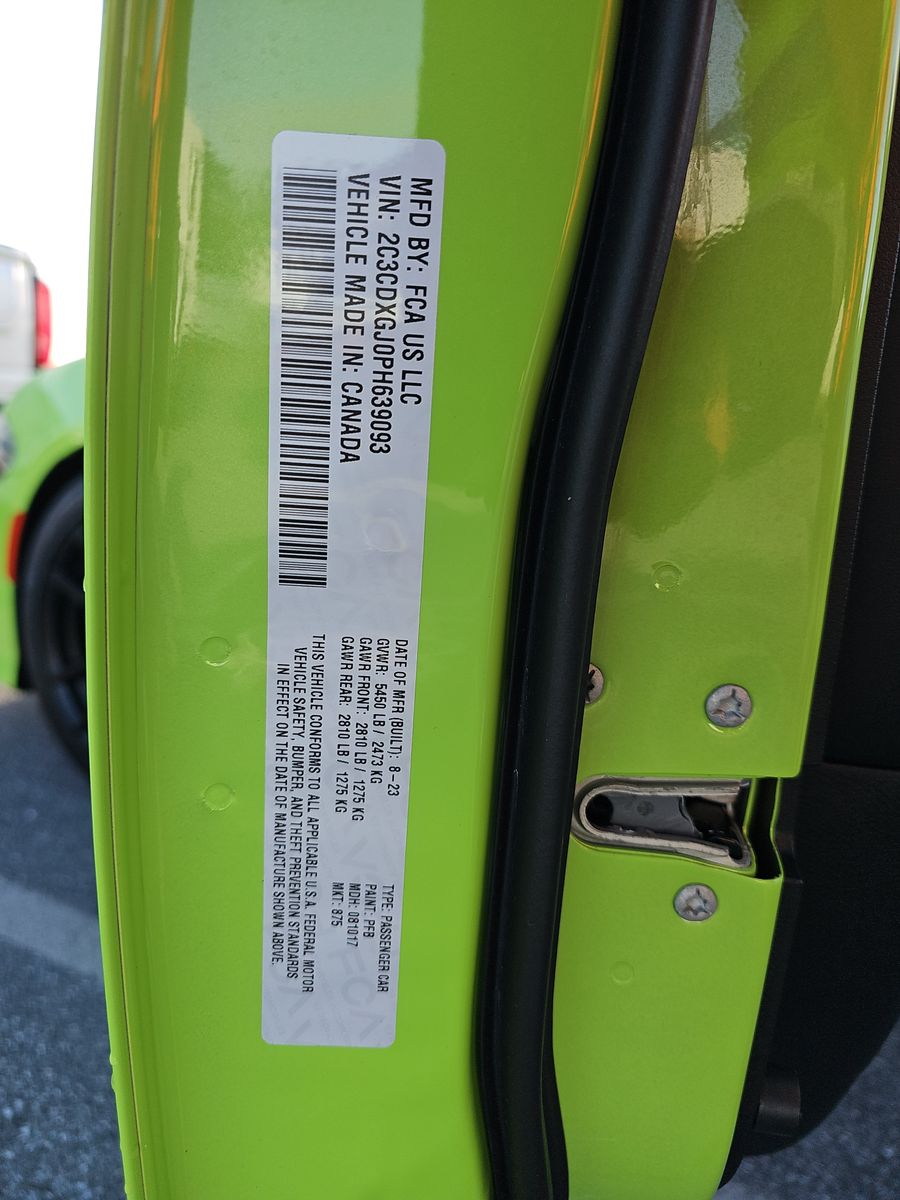 MFD BY: FCA US LLC
VIN: 2C3CDXGJ0PH639093
VEHICLE MADE IN: CANADA
DATE OF MFR (BUILT): 8-23
GVWR: 5450 LB / 2473 KG
GAWR FRONT: 2810 LB / 1275 KG
GAWR REAR: 2810 LB / 1275 KG
THIS VEHICLE CONFORMS TO ALL APPLICABLE U.S.A. FEDERAL MOTOR
VEHICLE SAFETY, BUMPER, AND THEFT PREVENTION STANDARDS
IN EFFECT ON THE DATE OF MANUFACTURE SHOWN ABOVE.
TYPE: PASSENGER CAR
PAINT: PFB
MDH: 081017
MKT: 875
FCA